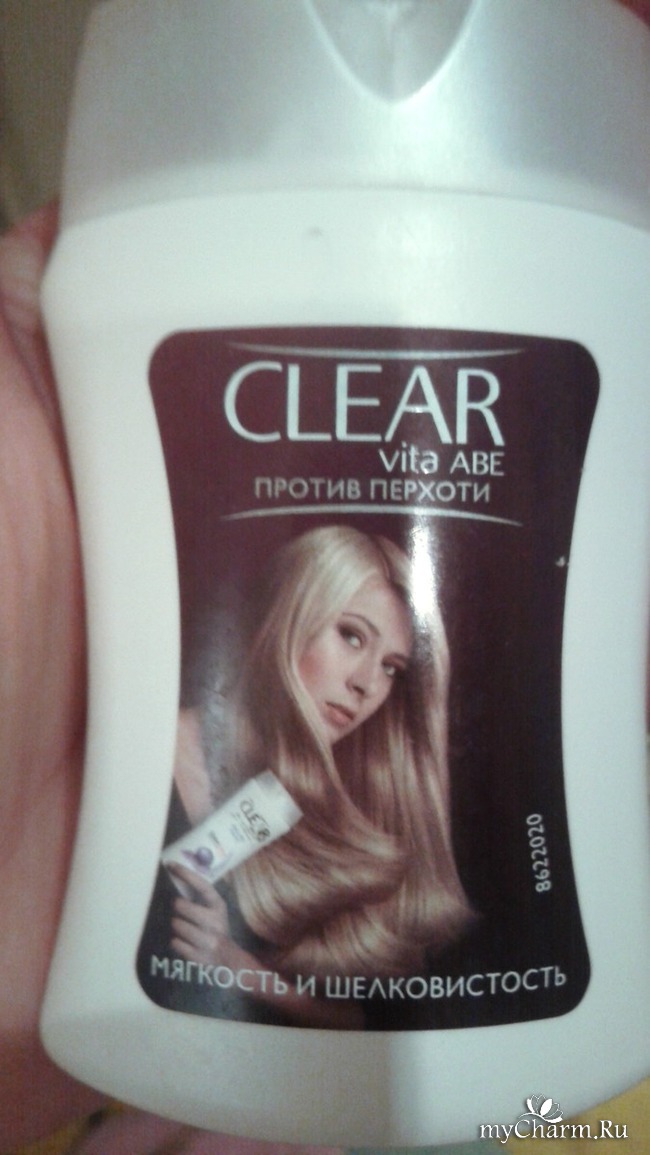 CLEAR
vita ABE
ПРОТИВ ПЕРХОТИ
8622020
МЯГКОСТЬ И ШЕЛКОВИСТОСТЬ
myCharm.Ru